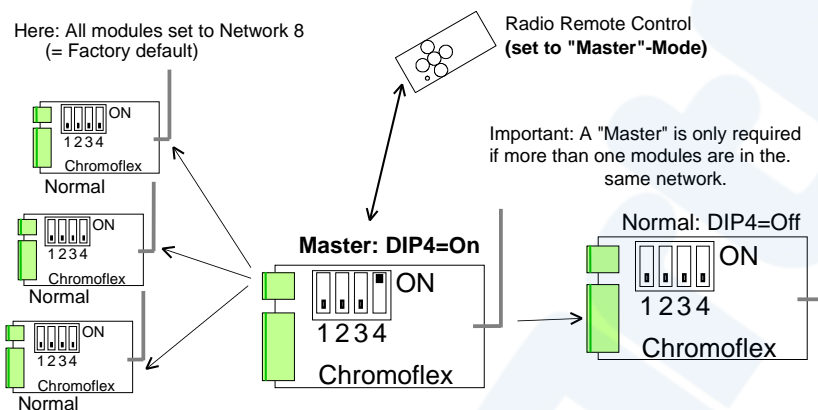 Here: All modules set to Network 8
(= Factory default)
Radio Remote Control
(set to "Master"-Mode)
Important: A "Master" is only required
if more than one modules are in the.
same network.
ON
1234
Chromoflex
Normal
ON
1234
Chromoflex
Normal
ON
1234
Chromoflex
Normal
Master: DIP4=On
ON
1234
Chromoflex
Normal: DIP4=Off
ON
1234
Chromoflex